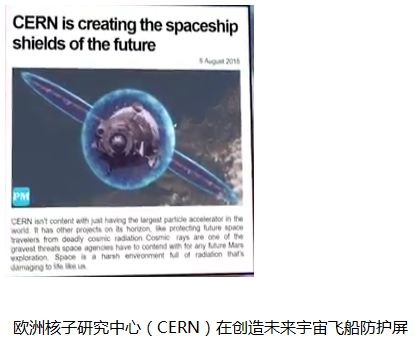 CERN is creating the spaceship
shields of the future
5 August 2015
PM
CERN isn't content with just having the largest particle accelerator in the
world. It has other projects on its horizon, like protecting future space
travelers from deadly cosmic radiation. Cosmic rays are one of the
gravest threats space agencies have to contend with for any future Mars
exploration. Space is a harsh environment full of radiation that's
damaging to life like us.
欧洲核子研究中心（CERN）在创造未来宇宙飞船防护屏